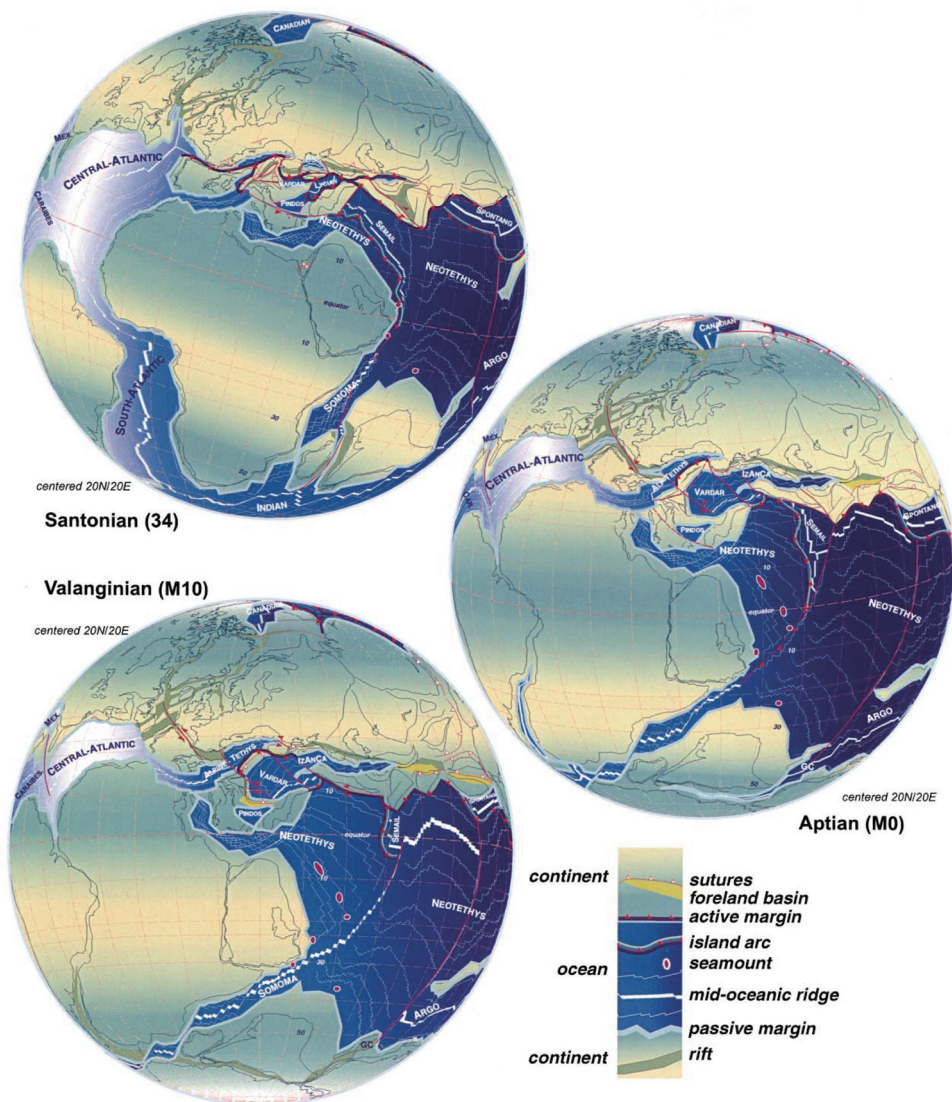 CANADIAN
MEX.
CENTRAL-ATLANTIC
CARAIBES
VARDAR
PINDOS
NEOTETHYS
SEMAIL
SPONTANG
NEOTETHYS
10
equator
10
ARGO
SOMOMA
30
SOUTH-ATLANTIC
50
INDIAN
centered 20N/20E
Santonian (34)
CANADIAN
MEX.
CENTRAL-ATLANTIC
IZANCA
VARDAR
PINDOS
SEMAIL
SPONTANG
NEOTETHYS
10
equator
NEOTETHYS
10
30
ARGO
GC
50
centered 20N/20E
Aptian (M0)
Valanginian (M10)
centered 20N/20E
CANADIAN
MEX.
CENTRAL-ATLANTIC
CARAIBES
IZANCA
VARDAR
PINDOS
10
SPONTANG
equator
SEMAIL
NEOTETHYS
10
NEOTETHYS
30
SOMOMA
ARGO
50
GC
continent
sutures
foreland basin
active margin
island arc
ocean
seamount
mid-oceanic ridge
passive margin
continent
rift